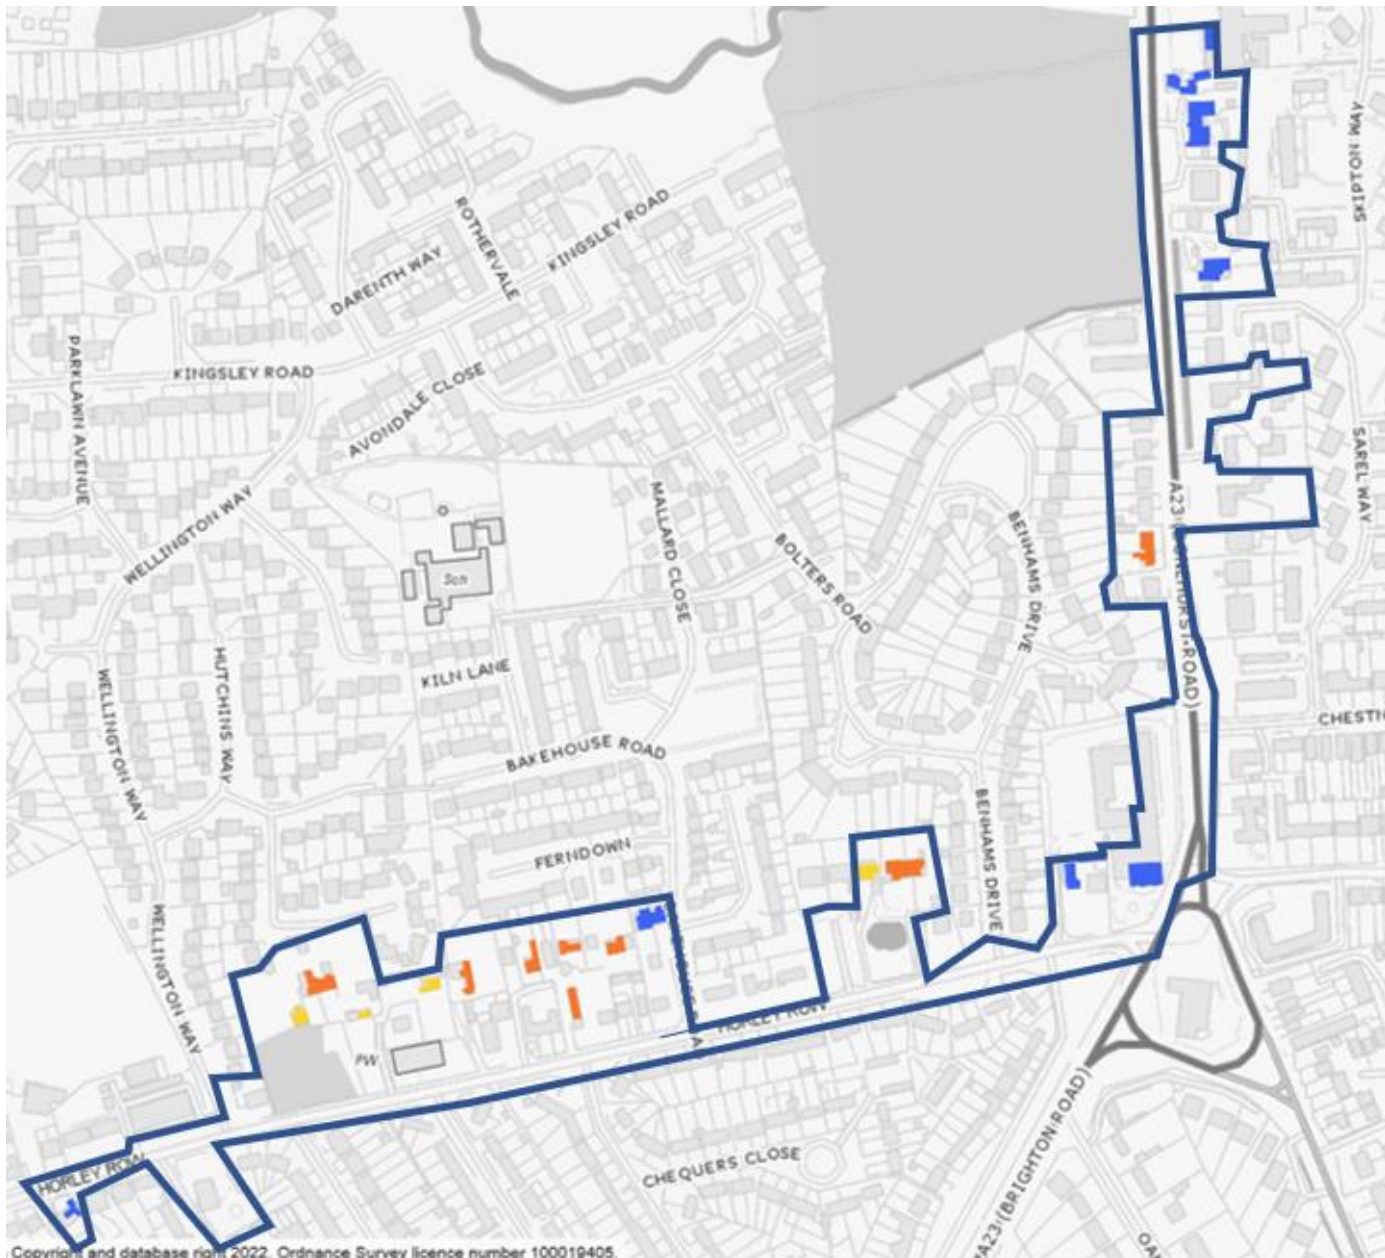 SKIPTON WAY
ROTHERVALE
KINGSLEY ROAD
DARENTH WAY
PARKLAWN AVENUE
KINGSLEY ROAD
AVONDALE CLOSE
SAREL WAY
WELLINGTON WAY
MALLARD CLOSE
BENHAMS DRIVE
BOLTERS ROAD
Sch
KILN LANE
HUTCHINS WAY
WELLINGTON WAY
CHESTN
BAKEHOUSE ROAD
BENHAMS DRIVE
FERNDOWN
WELLINGTON WAY
HORLEY ROW
PW
A23 (BRIGHTON ROAD)
CHEQUERS CLOSE
HORLEY ROW
Copyright and database right 2022. Ordnance Survey licence number 100019405.